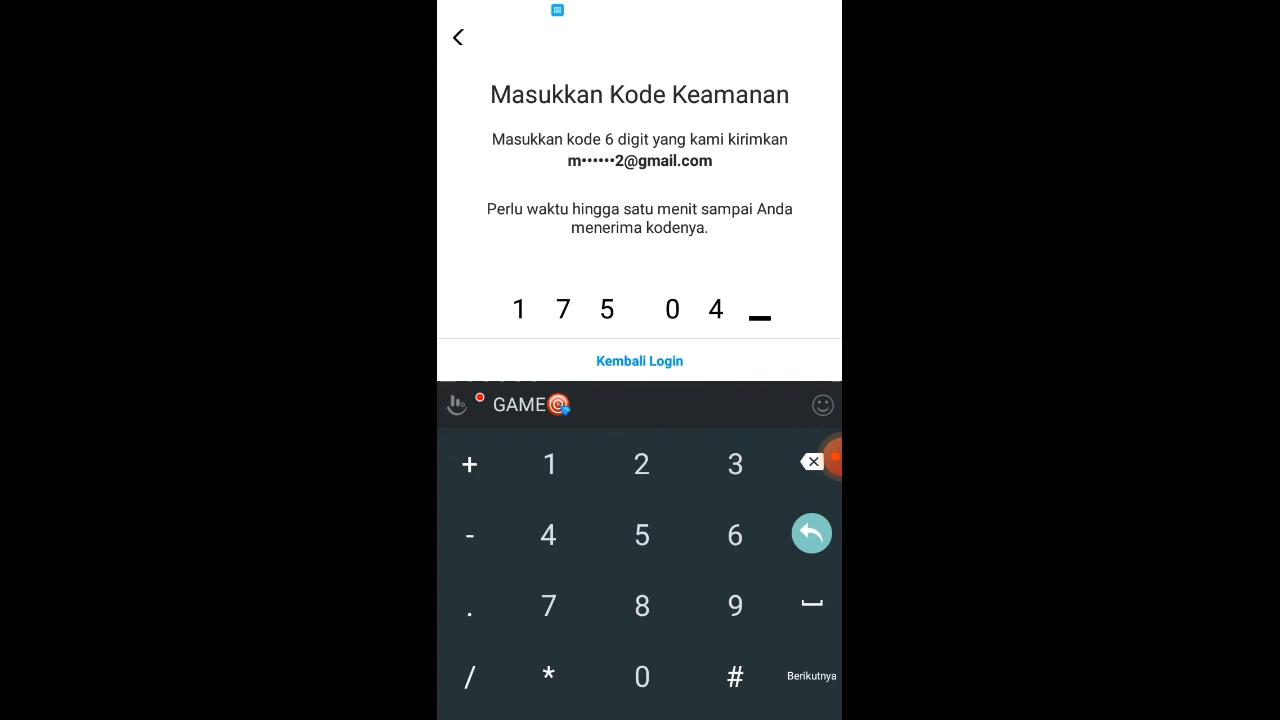 Masukkan Kode Keamanan
Masukkan kode 6 digit yang kami kirimkan
m••••••2@gmail.com
Perlu waktu hingga satu menit sampai Anda
menerima kodenya.
1 7 5 0 4
Kembali Login
GAME🎯
+ 1 2 3
- 4 5 6
. 7 8 9
/ * 0 # Berikutnya